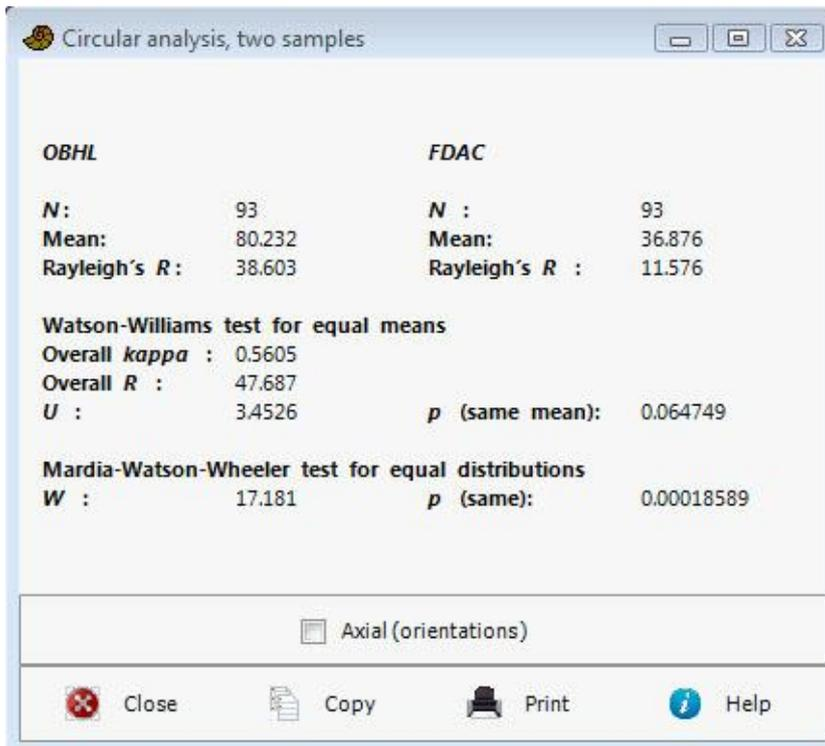 Circular analysis, two samples
OBHL FDAC
N: 93 N : 93
Mean: 80.232 Mean: 36.876
Rayleigh´s R: 38.603 Rayleigh´s R : 11.576
Watson-Williams test for equal means
Overall kappa : 0.5605
Overall R : 47.687
U : 3.4526 p (same mean): 0.064749
Mardia-Watson-Wheeler test for equal distributions
W : 17.181 p (same): 0.00018589
Axial (orientations)
Close Copy Print Help